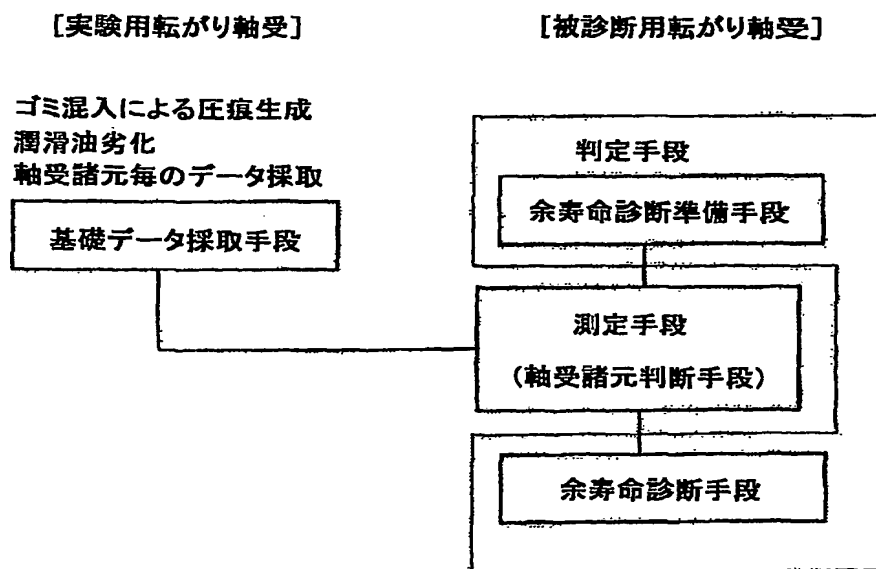 [実験用転がり軸受]
[被診断用転がり軸受]
ゴミ混入による圧痕生成
潤滑油劣化
軸受諸元毎のデータ採取
基礎データ採取手段
判定手段
余寿命診断準備手段
測定手段
(軸受諸元判断手段)
余寿命診断手段